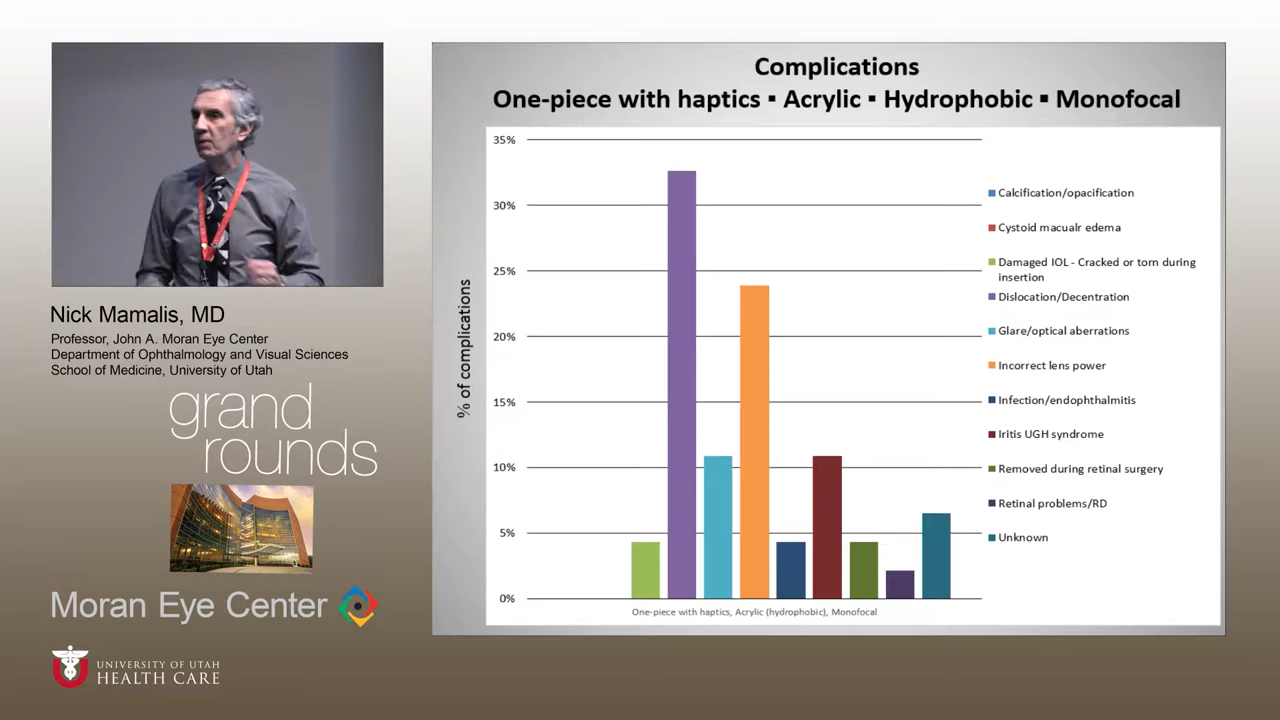 Nick Mamalis, MD
Professor, John A. Moran Eye Center
Department of Ophthalmology and Visual Sciences
School of Medicine, University of Utah
grand
rounds
Moran Eye Center
UNIVERSITY OF UTAH
HEALTH CARE
Complications
One-piece with haptics ▪ Acrylic ▪ Hydrophobic ▪ Monofocal
% of complications
35%
30%
25%
20%
15%
10%
5%
0%
One-piece with haptics, Acrylic (hydrophobic), Monofocal
Calcification/opacification
Cystoid macualr edema
Damaged IOL - Cracked or torn during
insertion
Dislocation/Decentration
Glare/optical aberrations
Incorrect lens power
Infection/endophthalmitis
Iritis UGH syndrome
Removed during retinal surgery
Retinal problems/RD
Unknown